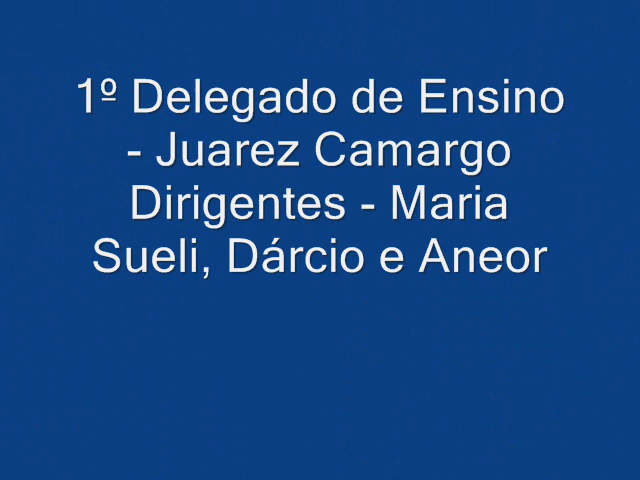 1º Delegado de Ensino
- Juarez Camargo
Dirigentes - Maria
Sueli, Dárcio e Aneor